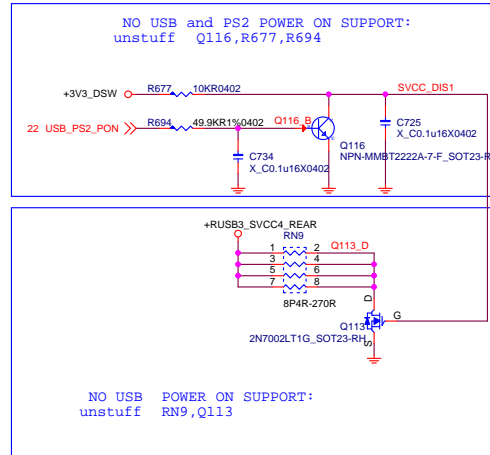 NO USB and PS2 POWER ON SUPPORT:
unstuff Q116,R677,R694
+3V3_DSW
R677
10KR0402
SVCC_DIS1
22 USB_PS2_PON
R694
49.9KR1%0402
Q116_B
C725
X_C0.1u16X0402
Q116
NPN-MMBT2222A-7-F_SOT23-R
C734
X_C0.1u16X0402
+RUSB3_SVCC4_REAR
RN9
1 2 Q113_D
3 4
5 6
7 8
8P4R-270R
D
G
Q113
2N7002LT1G_SOT23-RH
S
NO USB POWER ON SUPPORT:
unstuff RN9,Q113